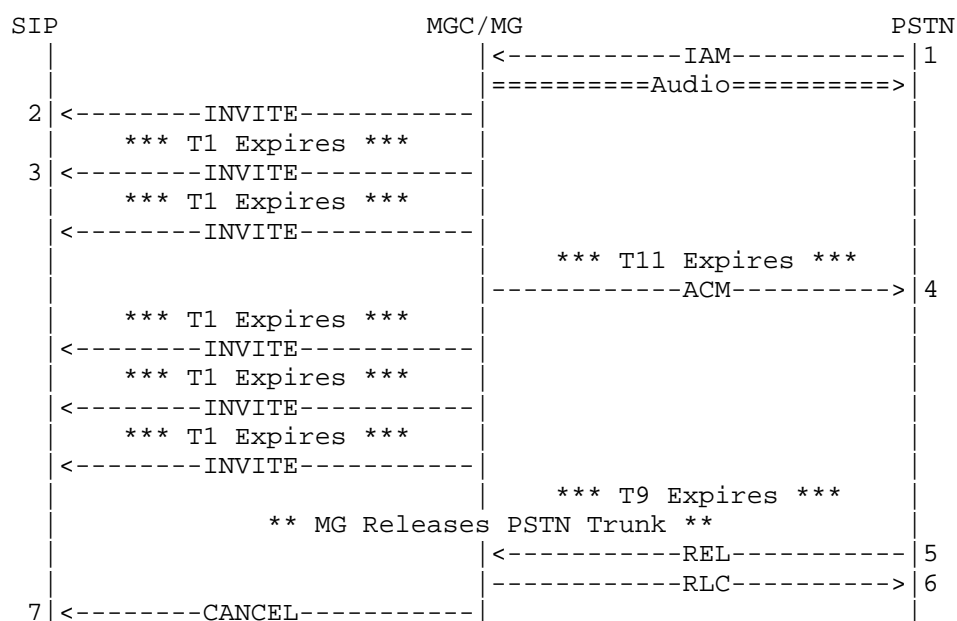 SIP                          MGC/MG                          PSTN
   |                            |<-----------IAM-----------|1
   |                            |==========Audio==========>|
  2|<--------INVITE-----------|                          |
   |     *** T1 Expires ***     |                          |
  3|<--------INVITE-----------|                          |
   |     *** T1 Expires ***     |                          |
   |<--------INVITE-----------|                          |
   |                            |    *** T11 Expires ***   |
   |                            |------------ACM---------->|4
   |     *** T1 Expires ***     |                          |
   |<--------INVITE-----------|                          |
   |     *** T1 Expires ***     |                          |
   |<--------INVITE-----------|                          |
   |     *** T1 Expires ***     |                          |
   |<--------INVITE-----------|                          |
   |                            |    *** T9 Expires ***    |
   |             ** MG Releases PSTN Trunk **              |
   |                            |<-----------REL-----------|5
   |                            |------------RLC---------->|6
  7|<--------CANCEL-----------|                          |